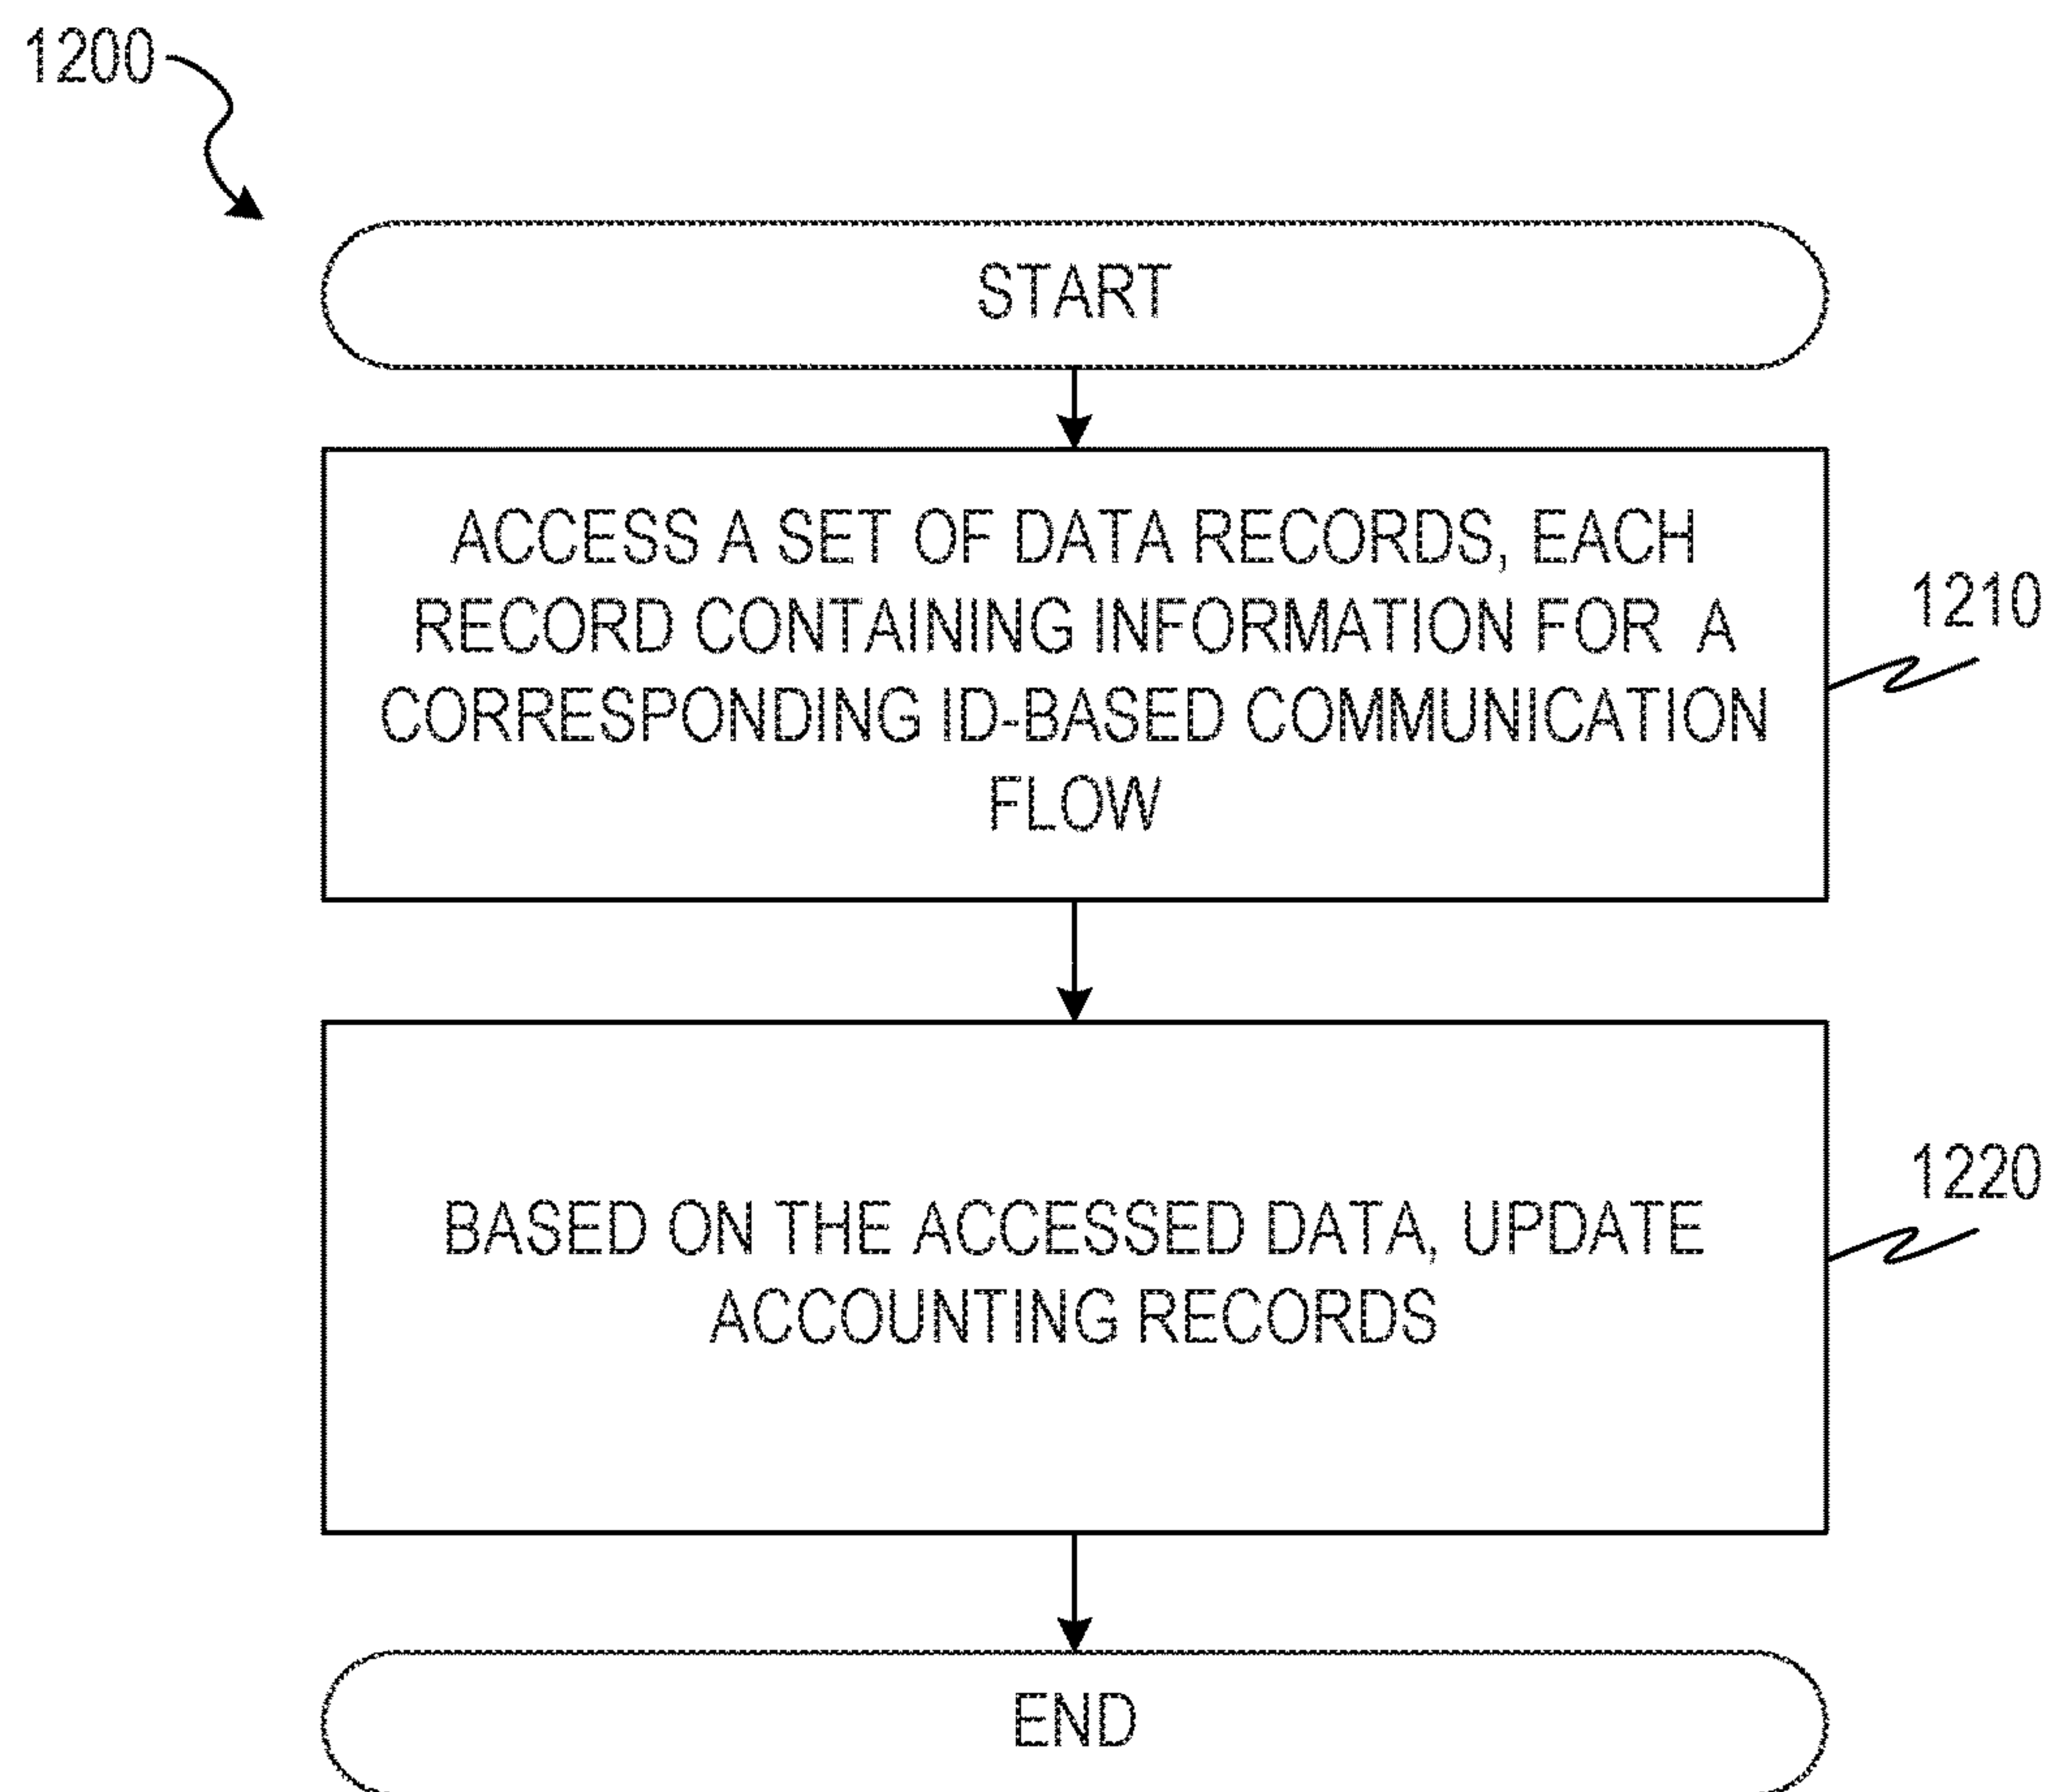 1200
START
ACCESS A SET OF DATA RECORDS, EACH
RECORD CONTAINING INFORMATION FOR A
CORRESPONDING ID-BASED COMMUNICATION
FLOW
1210
BASED ON THE ACCESSED DATA, UPDATE
ACCOUNTING RECORDS
1220
END